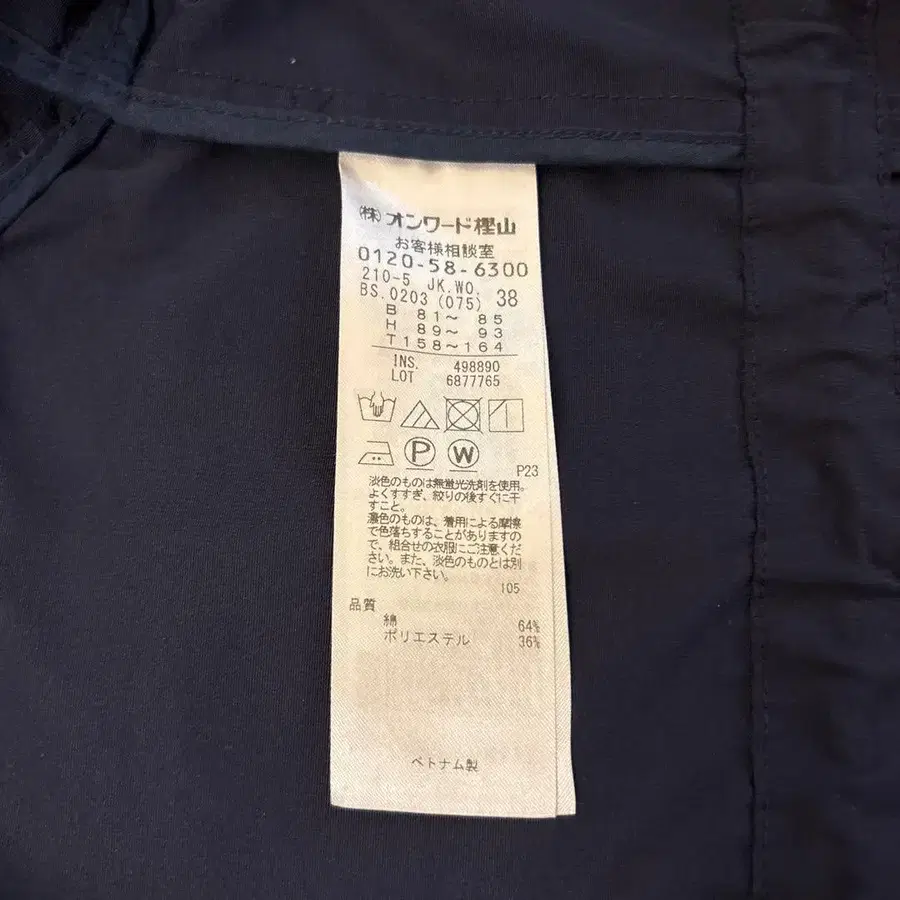 (株)オンワード樫山
お客様相談室
0120-58-6300
210-5 JK.WO.
BS.0203(075) 38
B 81～ 85
H 89～ 93
T158～164
INS. 498890
LOT 6877765
P W
P23
淡色のものは無蛍光洗剤を使用。
よくすすぎ、絞りの後すぐに干
すこと。
濃色のものは、着用による摩擦
で色落ちすることがありますの
で、組合せの衣服にご注意くだ
さい。また、淡色のものとは別
にお洗い下さい。
105
品質
綿 64%
ポリエステル 36%
ベトナム製